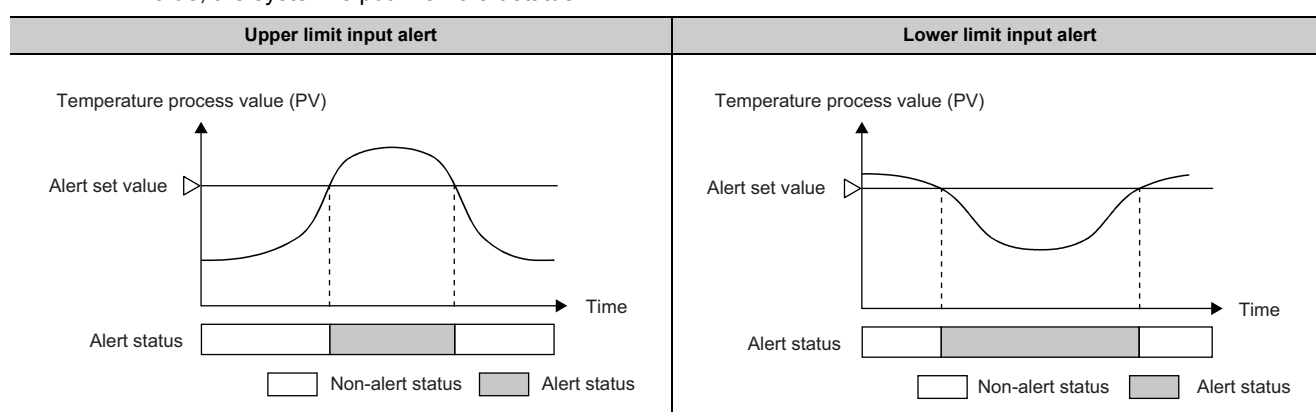 Upper limit input alert
Lower limit input alert
Temperature process value (PV)
Alert set value
Time
Alert status
Non-alert status
Alert status
Temperature process value (PV)
Alert set value
Time
Alert status
Non-alert status
Alert status